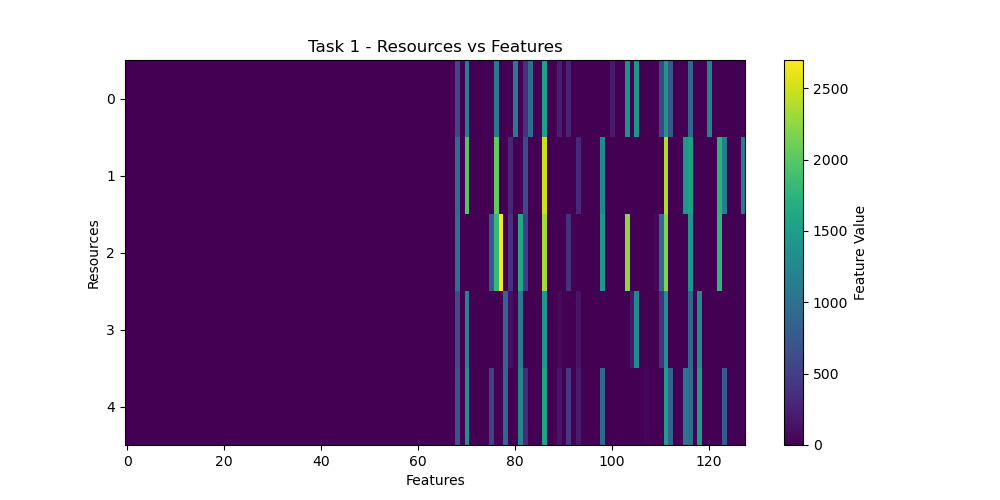 Task 1 - Resources vs Features
0
1
2
3
4
Resources
0 20 40 60 80 100 120
Features
2500
2000
1500
1000
500
0
Feature Value